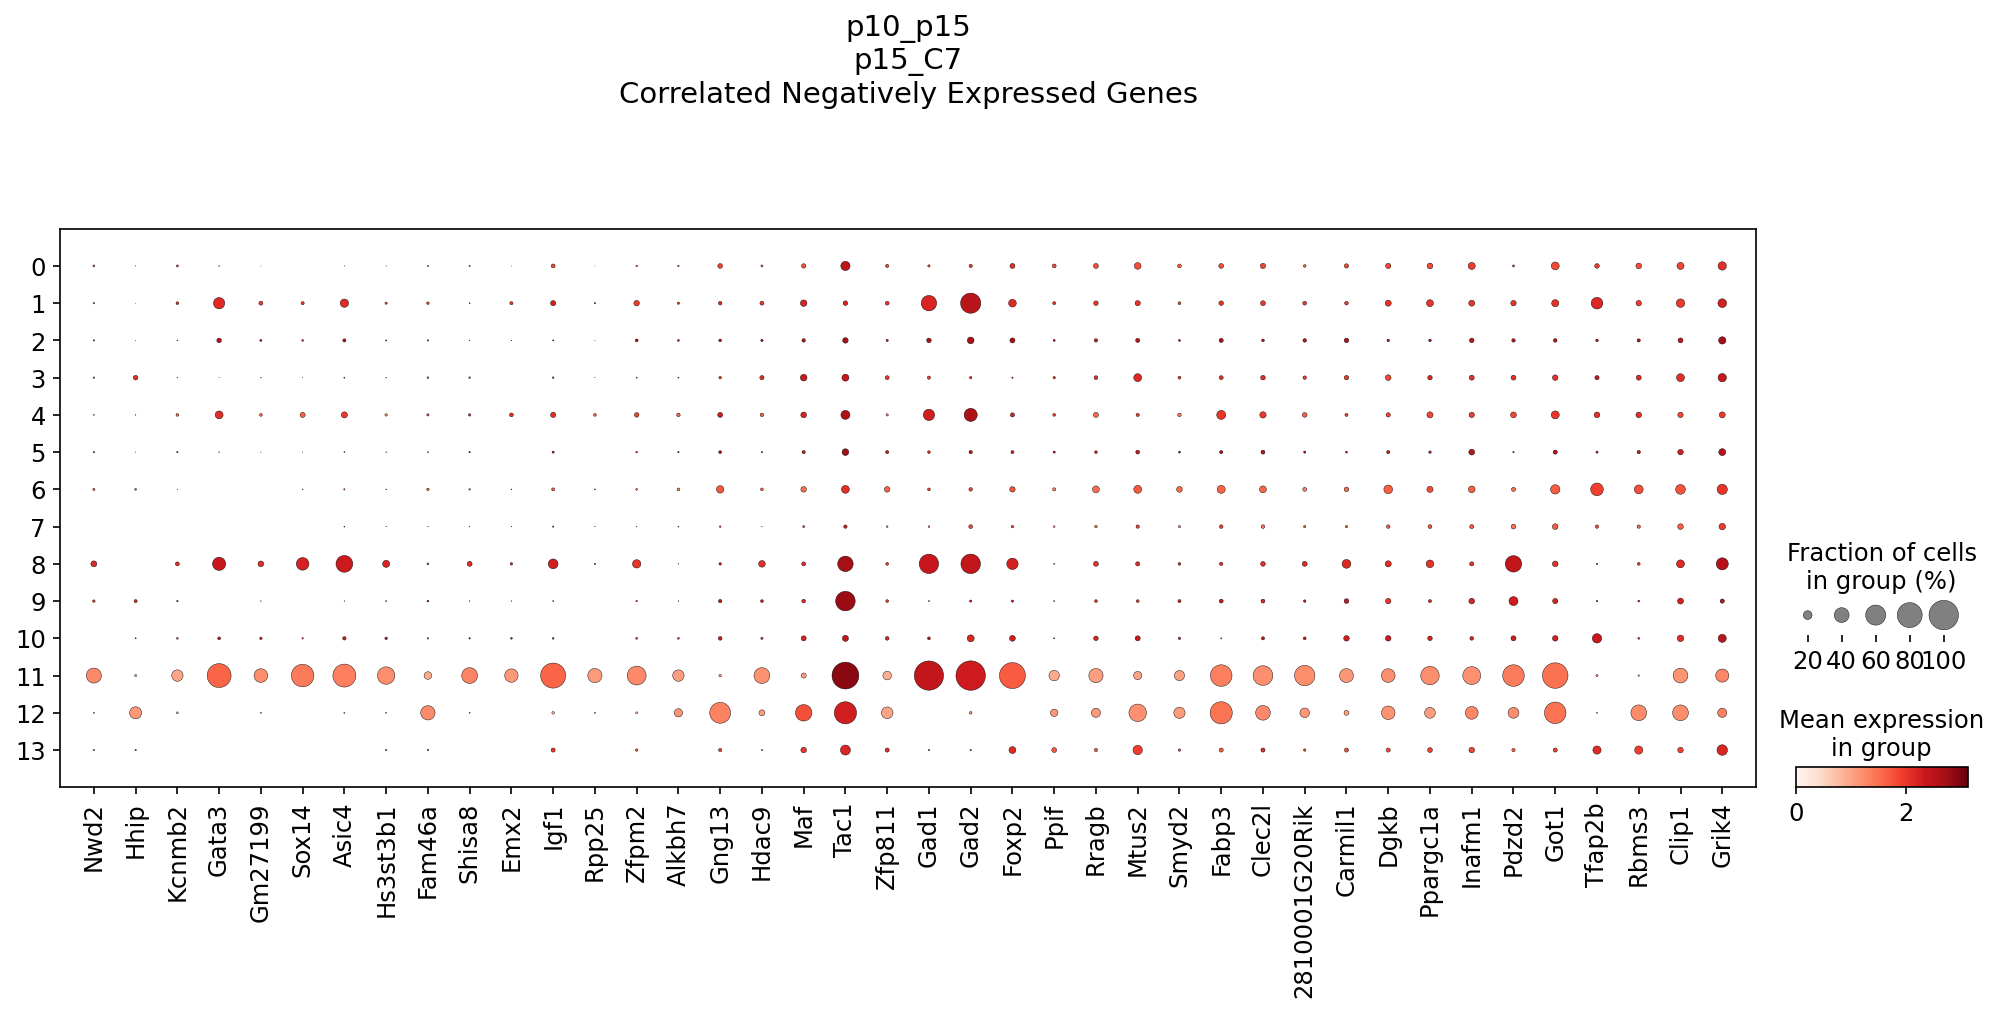 p10_p15
p15_C7
Correlated Negatively Expressed Genes
0
1
2
3
4
5
6
7
8
9
10
11
12
13
Nwd2
Hhip
Kcnmb2
Gata3
Gm27199
Sox14
Asic4
Hs3st3b1
Fam46a
Shisa8
Emx2
Igf1
Rpp25
Zfpm2
Alkbh7
Gng13
Hdac9
Maf
Tac1
Zfp811
Gad1
Gad2
Foxp2
Ppif
Rragb
Mtus2
Smyd2
Fabp3
Clec2l
2810001G20Rik
Carmil1
Dgkb
Ppargc1a
Inafm1
Pdzd2
Got1
Tfap2b
Rbms3
Clip1
Grik4
Fraction of cells
in group (%)
20 40 60 80 100
Mean expression
in group
0 2